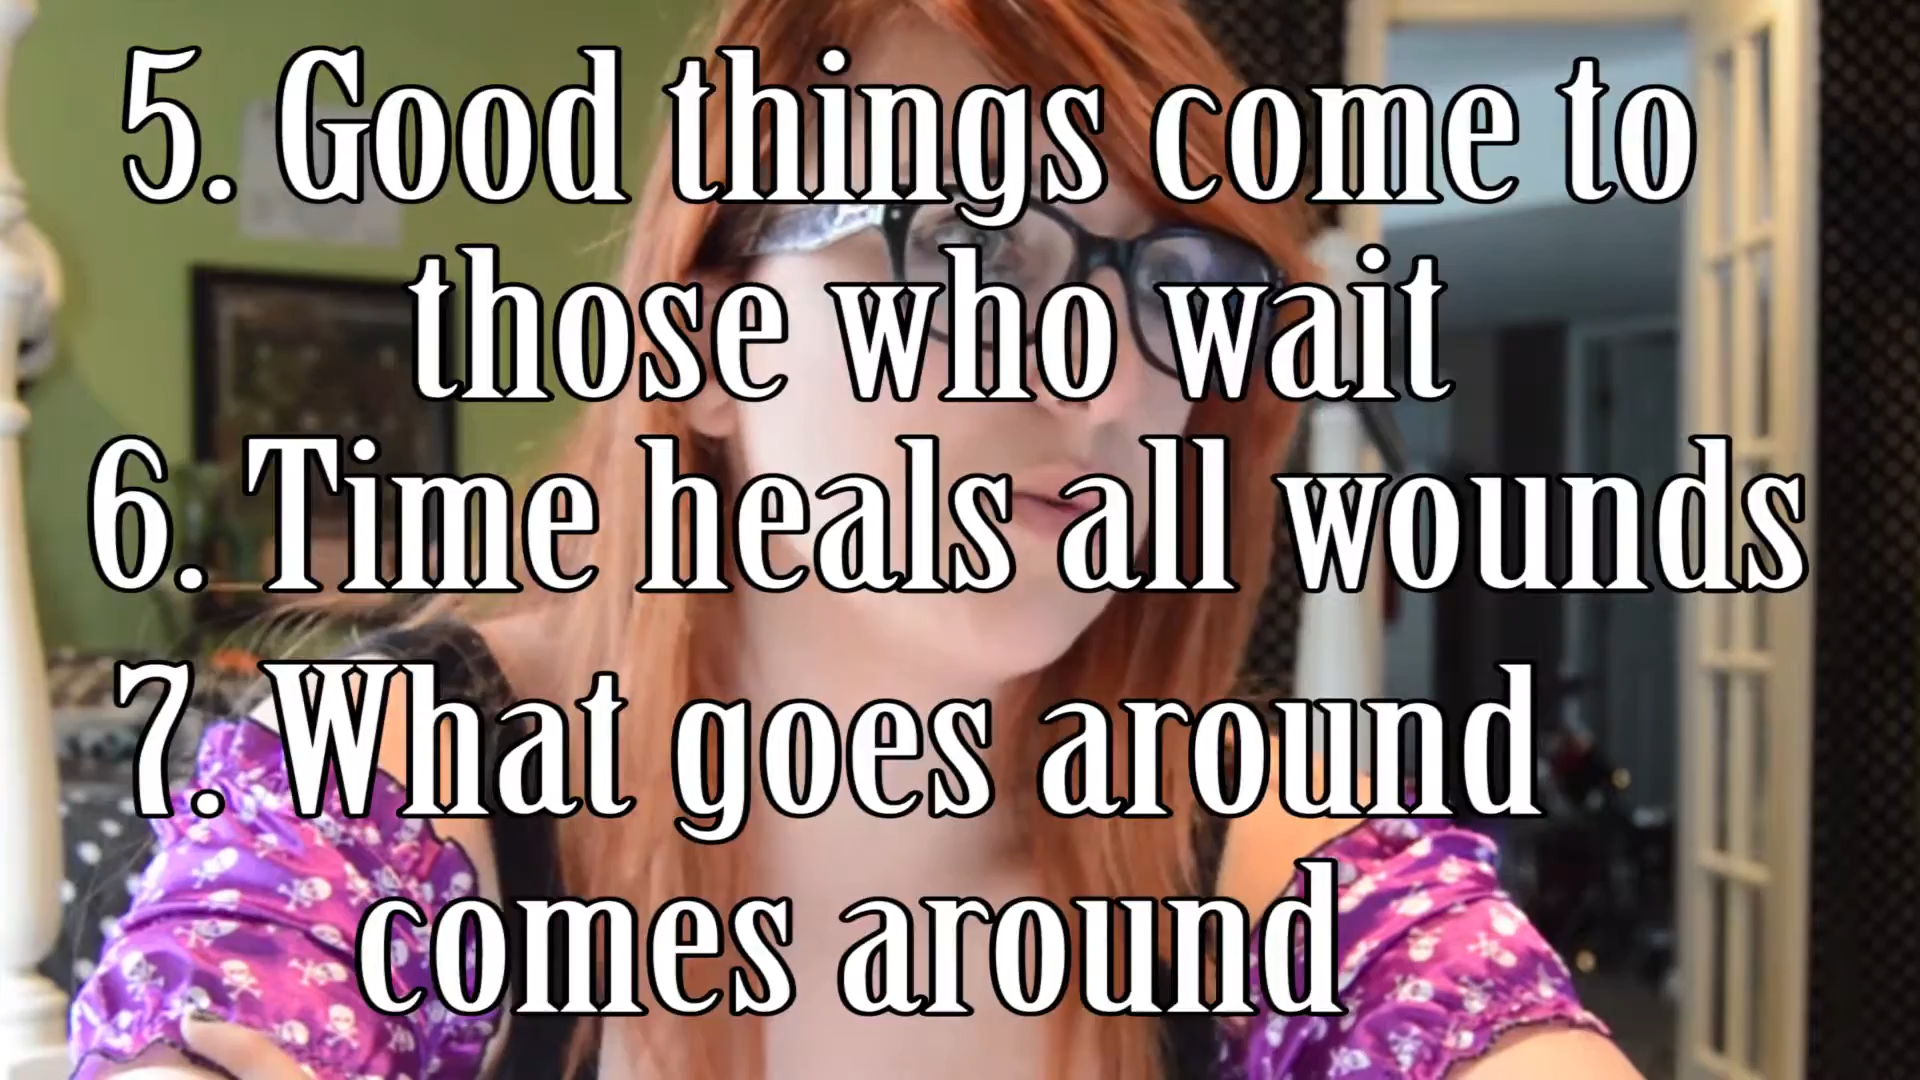 5. Good things come to
those who wait
6. Time heals all wounds
7. What goes around
comes around